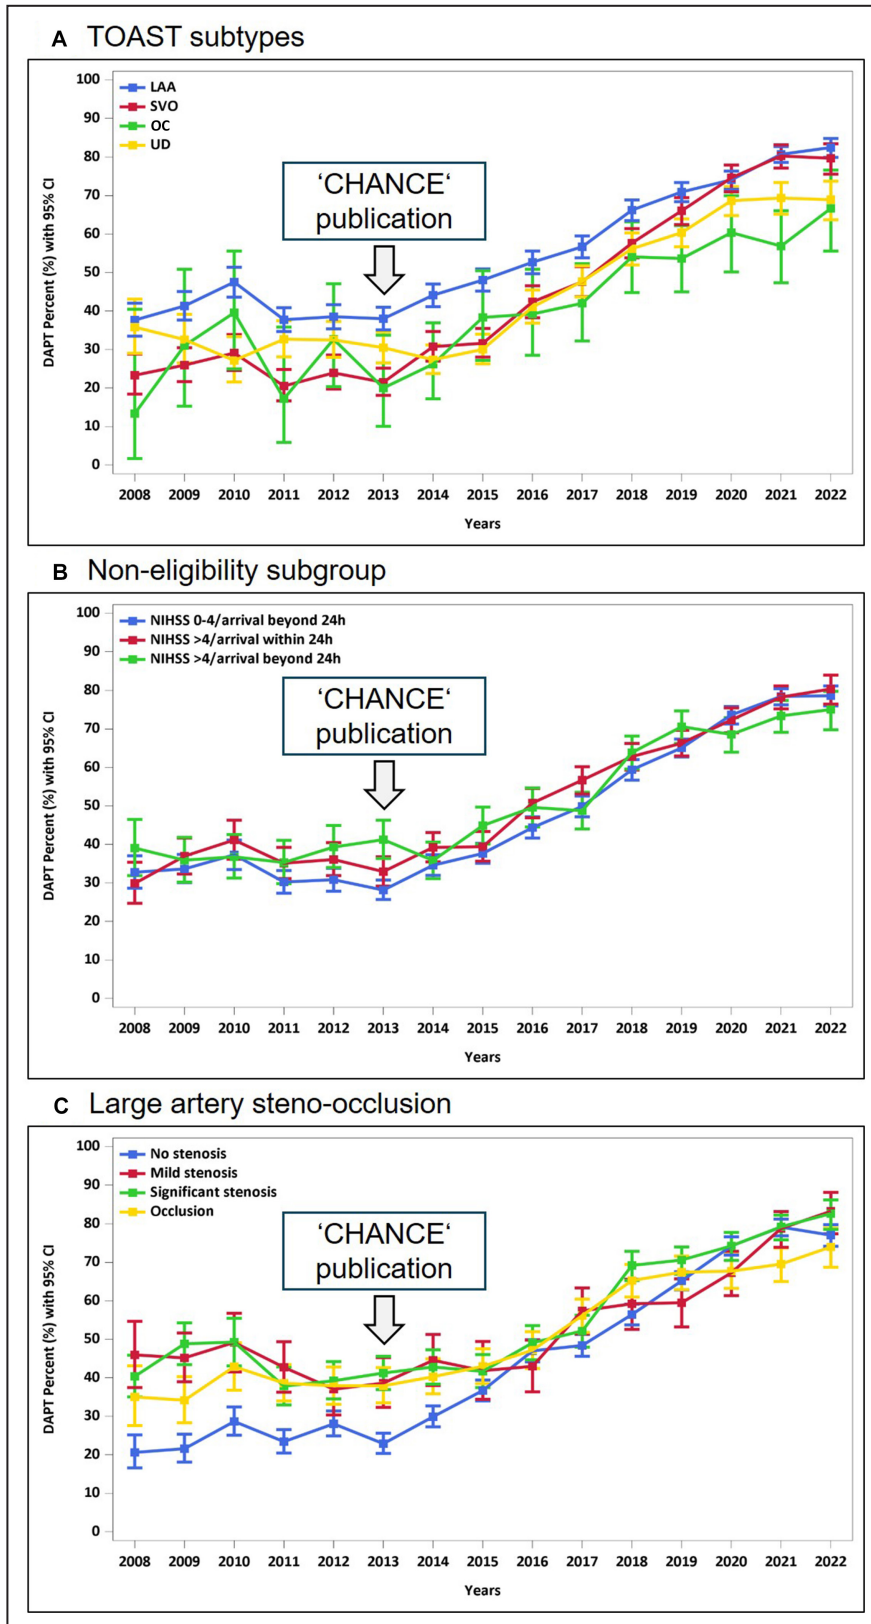 A TOAST subtypes
100
90
80
70
60
50
40
30
20
10
0
DAPT Percent (%) with 95% CI
LAA
SVO
OC
UD
‘CHANCE‘
publication
2008 2009 2010 2011 2012 2013 2014 2015 2016 2017 2018 2019 2020 2021 2022
Years
B Non-eligibility subgroup
100
90
80
70
60
50
40
30
20
10
0
DAPT Percent (%) with 95% CI
NIHSS 0-4/arrival beyond 24h
NIHSS >4/arrival within 24h
NIHSS >4/arrival beyond 24h
‘CHANCE‘
publication
2008 2009 2010 2011 2012 2013 2014 2015 2016 2017 2018 2019 2020 2021 2022
Years
C Large artery steno-occlusion
100
90
80
70
60
50
40
30
20
10
0
DAPT Percent (%) with 95% CI
No stenosis
Mild stenosis
Significant stenosis
Occlusion
‘CHANCE‘
publication
2008 2009 2010 2011 2012 2013 2014 2015 2016 2017 2018 2019 2020 2021 2022
Years